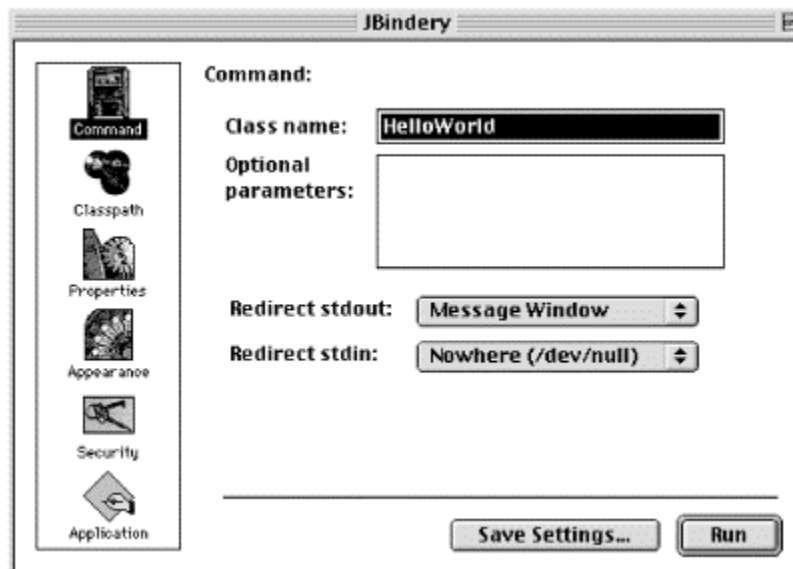 JBindery
Command
Classpath
Properties
Appearance
Security
Application
Command:
Class name: HelloWorld
Optional
parameters:
Redirect stdout: Message Window
Redirect stdin: Nowhere (/dev/null)
Save Settings... Run